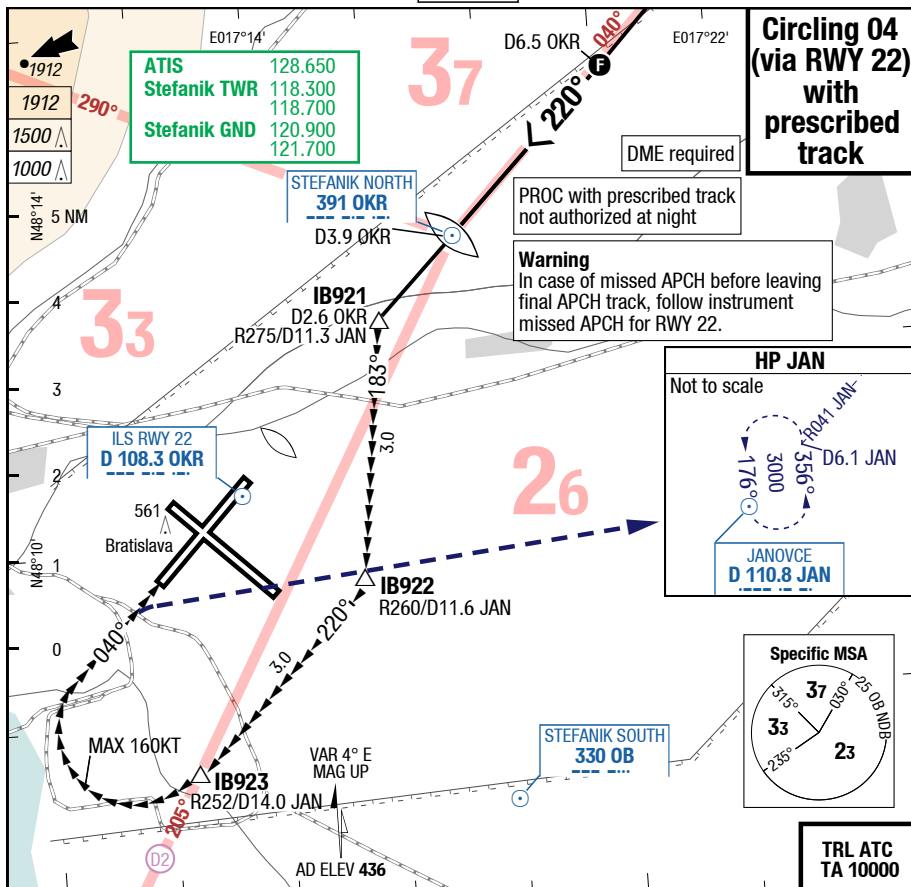 E017°14'
D6.5 OKR
040°
E017°22'
Circling 04
(via RWY 22)
with
prescribed
track
1912
1912
1500
1000
290°
ATIS 128.650
Stefanik TWR 118.300
118.700
Stefanik GND 120.900
121.700
37
F
220°
DME required
PROC with prescribed track
not authorized at night
STEFANIK NORTH
391 OKR
D3.9 OKR
N48°14'
5 NM
Warning
In case of missed APCH before leaving
final APCH track, follow instrument
missed APCH for RWY 22.
33
4
IB921
D2.6 OKR
R275/D11.3 JAN
183°
3.0
3
HP JAN
Not to scale
R041 JAN
D6.1 JAN
176°
3000
356°
JANOVCE
D 110.8 JAN
ILS RWY 22
D 108.3 OKR
2
26
561
Bratislava
N48°10'
1
IB922
R260/D11.6 JAN
220°
3.0
040°
0
MAX 160KT
IB923
R252/D14.0 JAN
VAR 4° E
MAG UP
STEFANIK SOUTH
330 OB
Specific MSA
315°
37
030°
25 OB NDB
33
235°
23
205°
D2
AD ELEV 436
TRL ATC
TA 10000